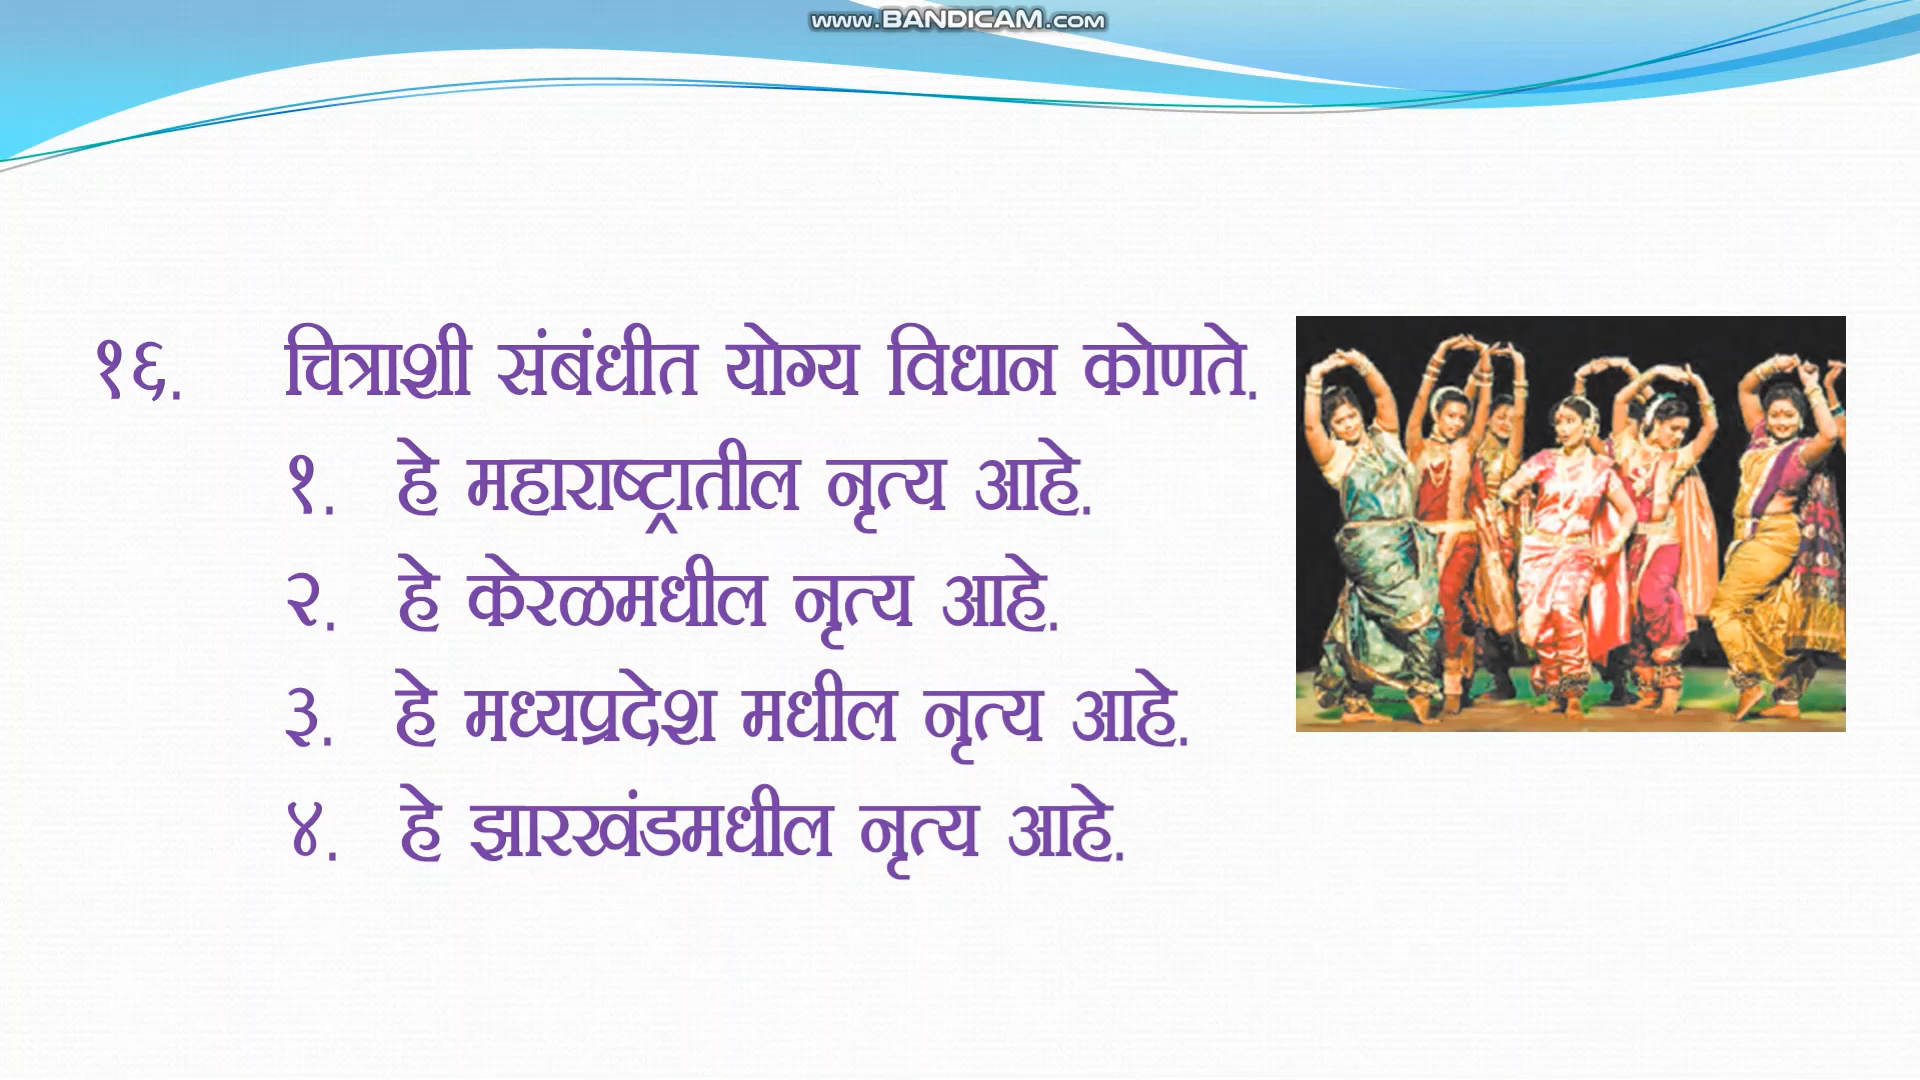 www.BANDICAM.com
१६. चित्राशी संबंधीत योग्य विधान कोणते.
१. हे महाराष्ट्रातील नृत्य आहे.
२. हे केरळमधील नृत्य आहे.
३. हे मध्यप्रदेश मधील नृत्य आहे.
४. हे झारखंडमधील नृत्य आहे.